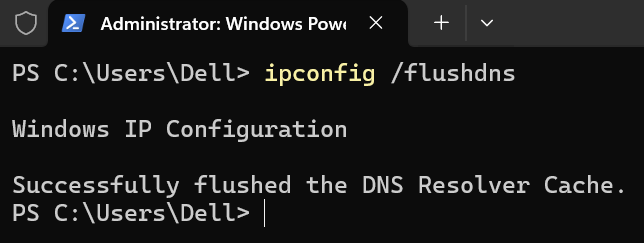 Administrator: Windows Pow
PS C:\Users\Dell> ipconfig /flushdns
Windows IP Configuration
Successfully flushed the DNS Resolver Cache.
PS C:\Users\Dell>